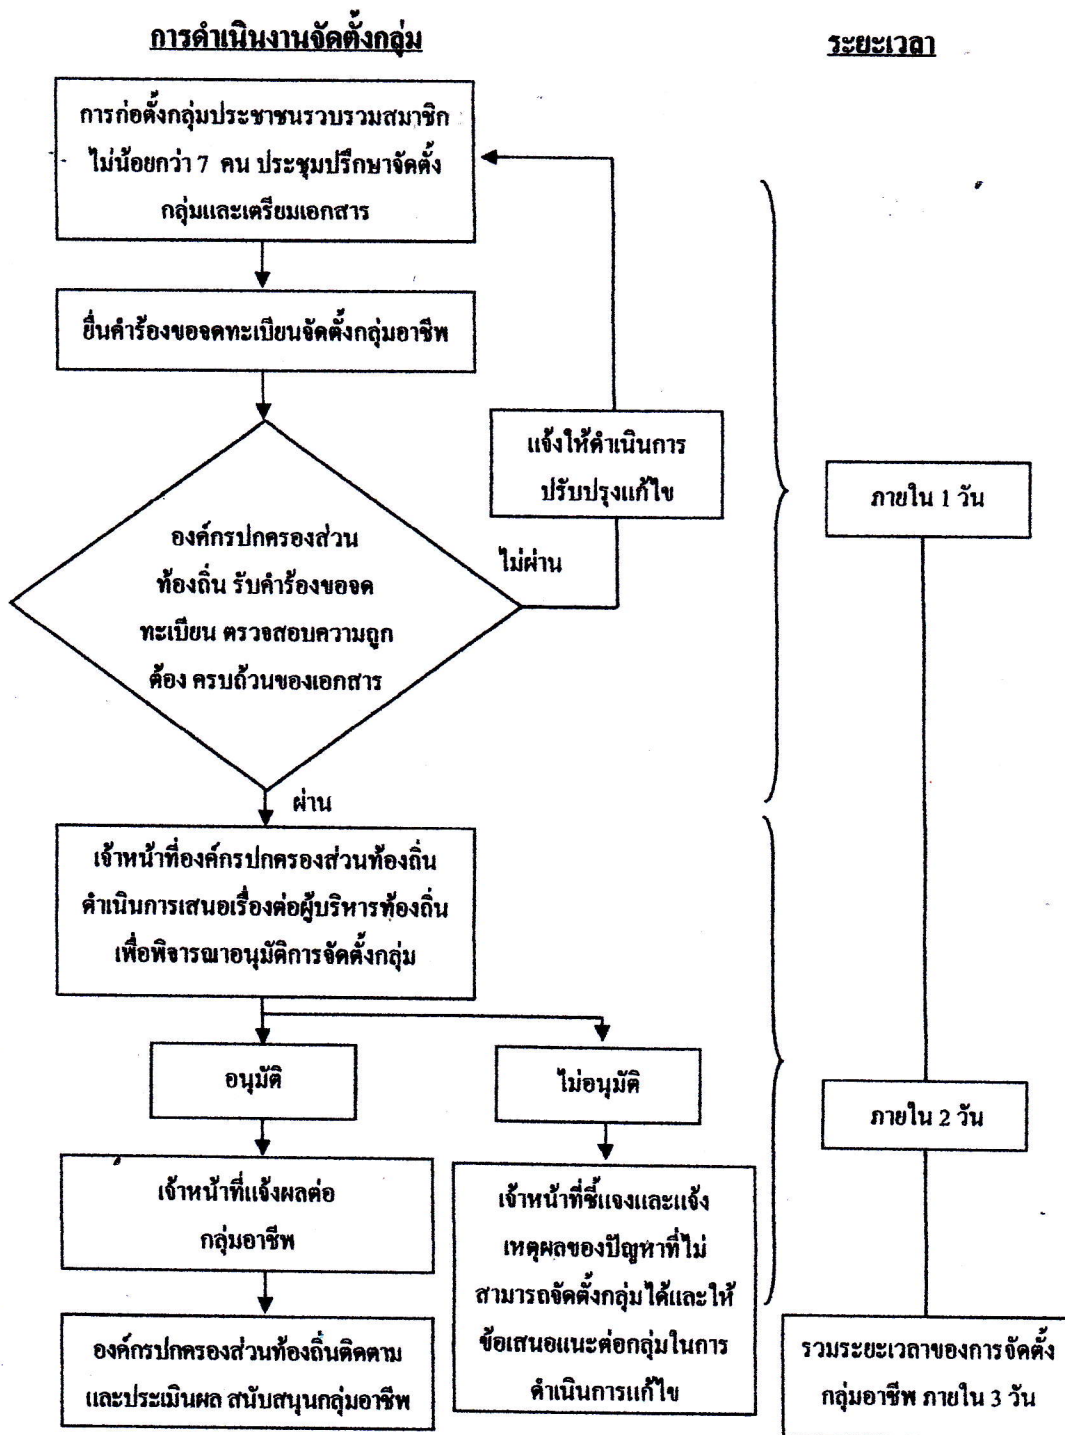 การดำเนินงานจัดตั้งกลุ่ม
ระยะเวลา
การก่อตั้งกลุ่มประชาชนรวบรวมสมาชิก
ไม่น้อยกว่า 7 คน ประชุมปรึกษาจัดตั้ง
กลุ่มและเตรียมเอกสาร
ยื่นคำร้องขอจดทะเบียนจัดตั้งกลุ่มอาชีพ
แจ้งให้ดำเนินการ
ปรับปรุงแก้ไข
ภายใน 1 วัน
องค์กรปกครองส่วน
ท้องถิ่น รับคำร้องขอจด
ทะเบียน ตรวจสอบความถูก
ต้อง ครบถ้วนของเอกสาร
ไม่ผ่าน
ผ่าน
เจ้าหน้าที่องค์กรปกครองส่วนท้องถิ่น
ดำเนินการเสนอเรื่องต่อผู้บริหารท้องถิ่น
เพื่อพิจารณาอนุมัติการจัดตั้งกลุ่ม
อนุมัติ
ไม่อนุมัติ
ภายใน 2 วัน
เจ้าหน้าที่แจ้งผลต่อ
กลุ่มอาชีพ
เจ้าหน้าที่ชี้แจงและแจ้ง
เหตุผลของปัญหาที่ไม่
สามารถจัดตั้งกลุ่มได้และให้
ข้อเสนอแนะต่อกลุ่มในการ
ดำเนินการแก้ไข
องค์กรปกครองส่วนท้องถิ่นติดตาม
และประเมินผล สนับสนุนกลุ่มอาชีพ
รวมระยะเวลาของการจัดตั้ง
กลุ่มอาชีพ ภายใน 3 วัน